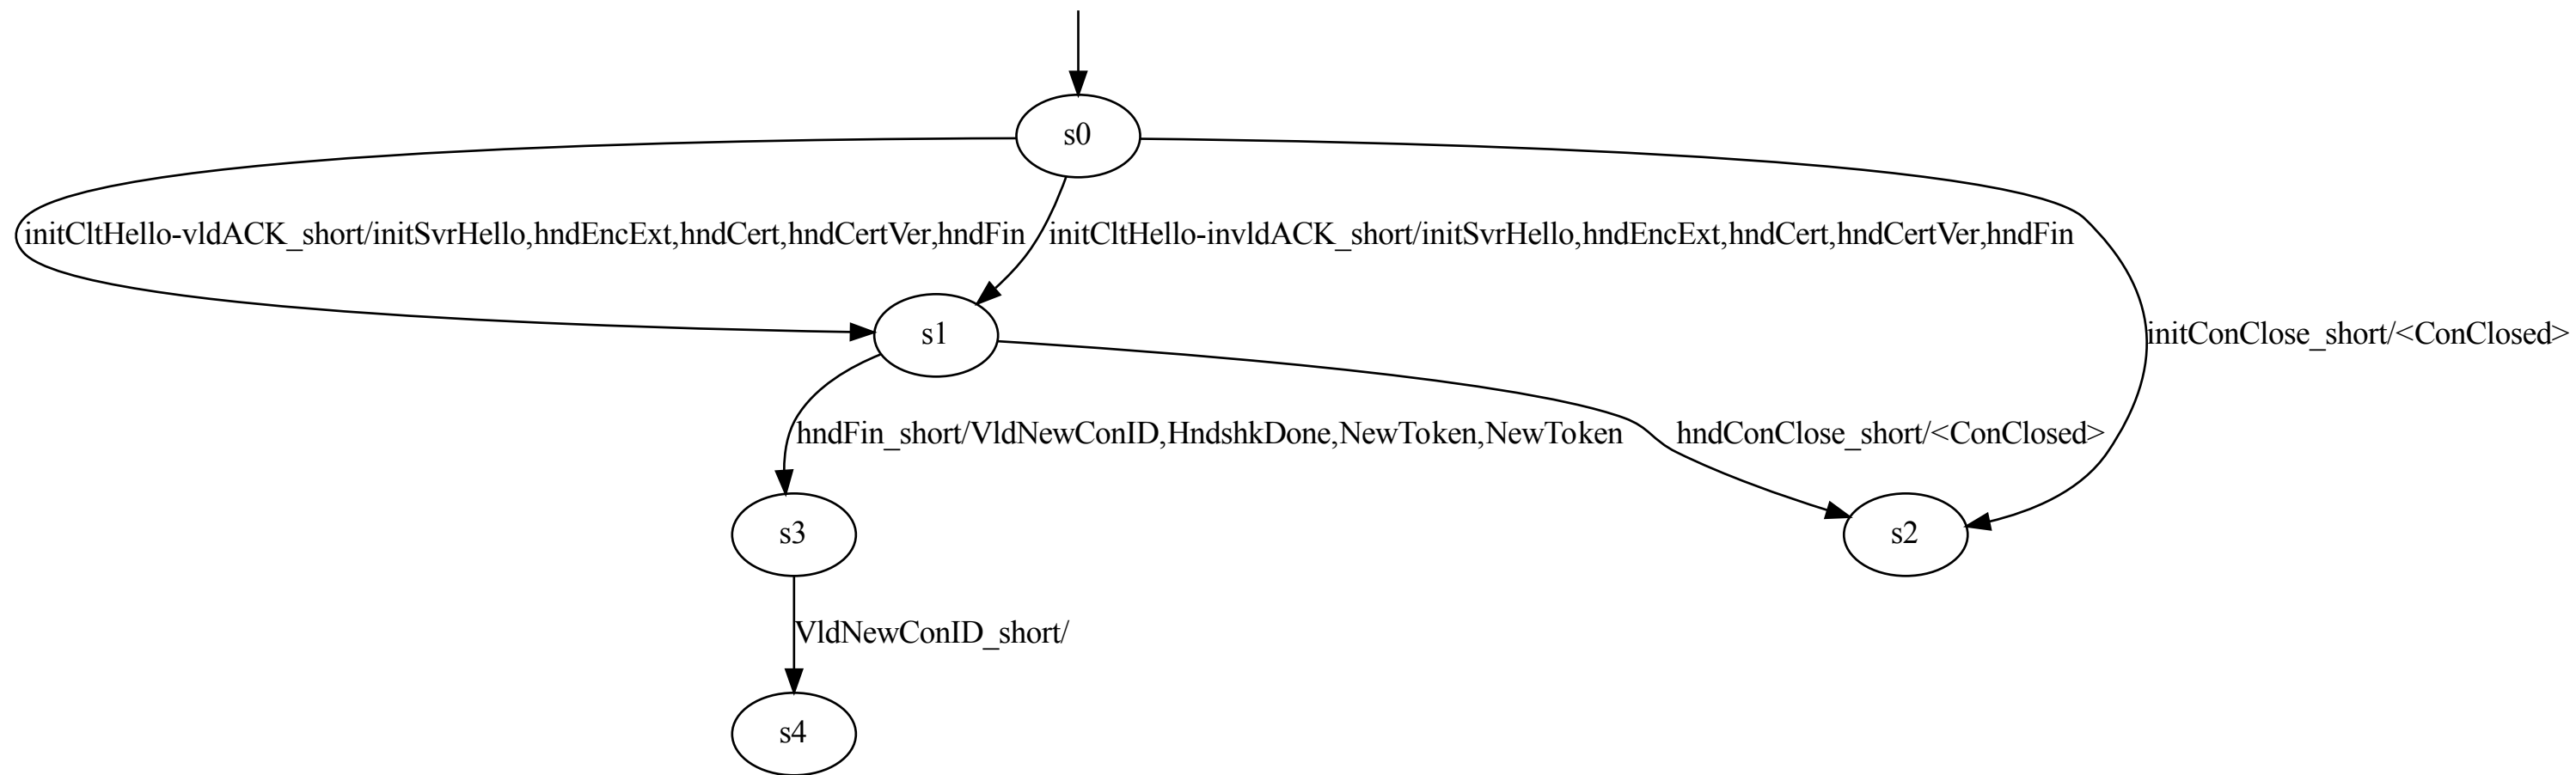 s0
initCltHello-vldACK_short/initSvrHello,hndEncExt,hndCert,hndCertVer,hndFin
initCltHello-invldACK_short/initSvrHello,hndEncExt,hndCert,hndCertVer,hndFin
s1
initConClose_short/<ConClosed>
hndFin_short/VldNewConID,HndshkDone,NewToken,NewToken
hndConClose_short/<ConClosed>
s3
s2
VldNewConID_short/
s4